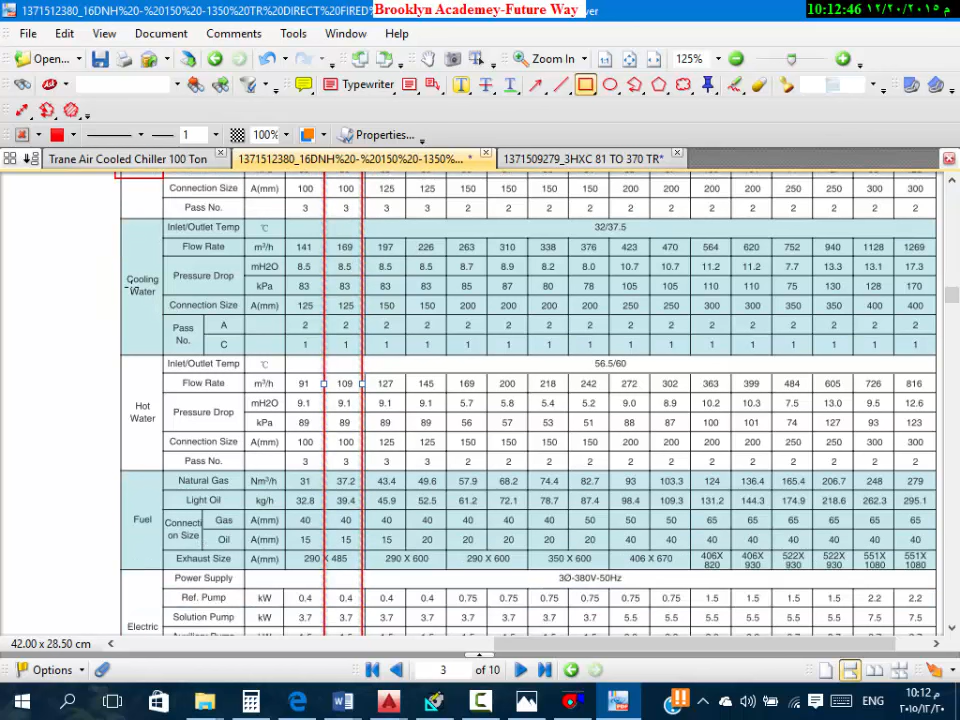 1371512380_16DNH%20-%20150%20-1350%20TR%20DIRECT%20FIRED% Brooklyn Academey-Future Way er 10:12:46 م ١٢/٢٠/٢٠١٥
File Edit View Document Comments Tools Window Help
Open... Zoom In 125%
Typewriter
1 100% Properties...
Trane Air Cooled Chiller 100 Ton 1371512380_16DNH%20-%20150%20-1350%... * 1371509279_3HXC 81 TO 370 TR*
Connection Size A(mm) 100 100 125 125 150 150 150 150 200 200 200 200 250 250 300 300
Pass No. 3 3 3 3 2 2 2 2 2 2 2 2 2 2 2 2
Cooling Water
Inlet/Outlet Temp ℃ 32/37.5
Flow Rate m³/h 141 169 197 226 263 310 338 376 423 470 564 620 752 940 1128 1269
Pressure Drop mH2O 8.5 8.5 8.5 8.5 8.7 8.9 8.2 8.0 10.7 10.7 11.2 11.2 7.7 13.3 13.1 17.3
kPa 83 83 83 83 85 87 80 78 105 105 110 110 75 130 128 170
Connection Size A(mm) 125 125 150 150 200 200 200 200 250 250 300 300 350 350 400 400
Pass No. A 2 2 2 2 2 2 2 2 2 2 2 2 2 2 2 2
C 1 1 1 1 1 1 1 1 1 1 1 1 1 1 1 1
Hot Water
Inlet/Outlet Temp ℃ 56.5/60
Flow Rate m³/h 91 109 127 145 169 200 218 242 272 302 363 399 484 605 726 816
Pressure Drop mH2O 9.1 9.1 9.1 9.1 5.7 5.8 5.4 5.2 9.0 8.9 10.2 10.3 7.5 13.0 9.5 12.6
kPa 89 89 89 89 56 57 53 51 88 87 100 101 74 127 93 123
Connection Size A(mm) 100 100 125 125 150 150 150 150 200 200 200 200 250 250 300 300
Pass No. 3 3 3 3 2 2 2 2 2 2 2 2 2 2 2 2
Fuel
Natural Gas Nm³/h 31 37.2 43.4 49.6 57.9 68.2 74.4 82.7 93 103.3 124 136.4 165.4 206.7 248 279
Light Oil kg/h 32.8 39.4 45.9 52.5 61.2 72.1 78.7 87.4 98.4 109.3 131.2 144.3 174.9 218.6 262.3 295.1
Connecti on Size Gas A(mm) 40 40 40 40 40 40 40 50 50 50 65 65 65 65 65 65
Oil A(mm) 15 15 15 20 20 20 20 20 20 20 20 20 20 20 20 20
Exhaust Size A(mm) 290 X 485 290 X 600 290 X 600 350 X 600 406 X 670 406X 820 406X 930 522X 930 522X 930 551X 1080 551X 1080
Electric
Power Supply 3Ø-380V-50Hz
Ref. Pump kW 0.4 0.4 0.4 0.4 0.75 0.75 0.75 0.75 0.75 0.75 1.5 1.5 1.5 1.5 2.2 2.2
Solution Pump kW 3.7 3.7 3.7 3.7 3.7 3.7 3.7 3.7 5.5 5.5 5.5 5.5 5.5 5.5 7.5 7.5
42.00 x 28.50 cm
Options 3 of 10
ENG 10:12 م
٢٠١٥/١٢/٢٠